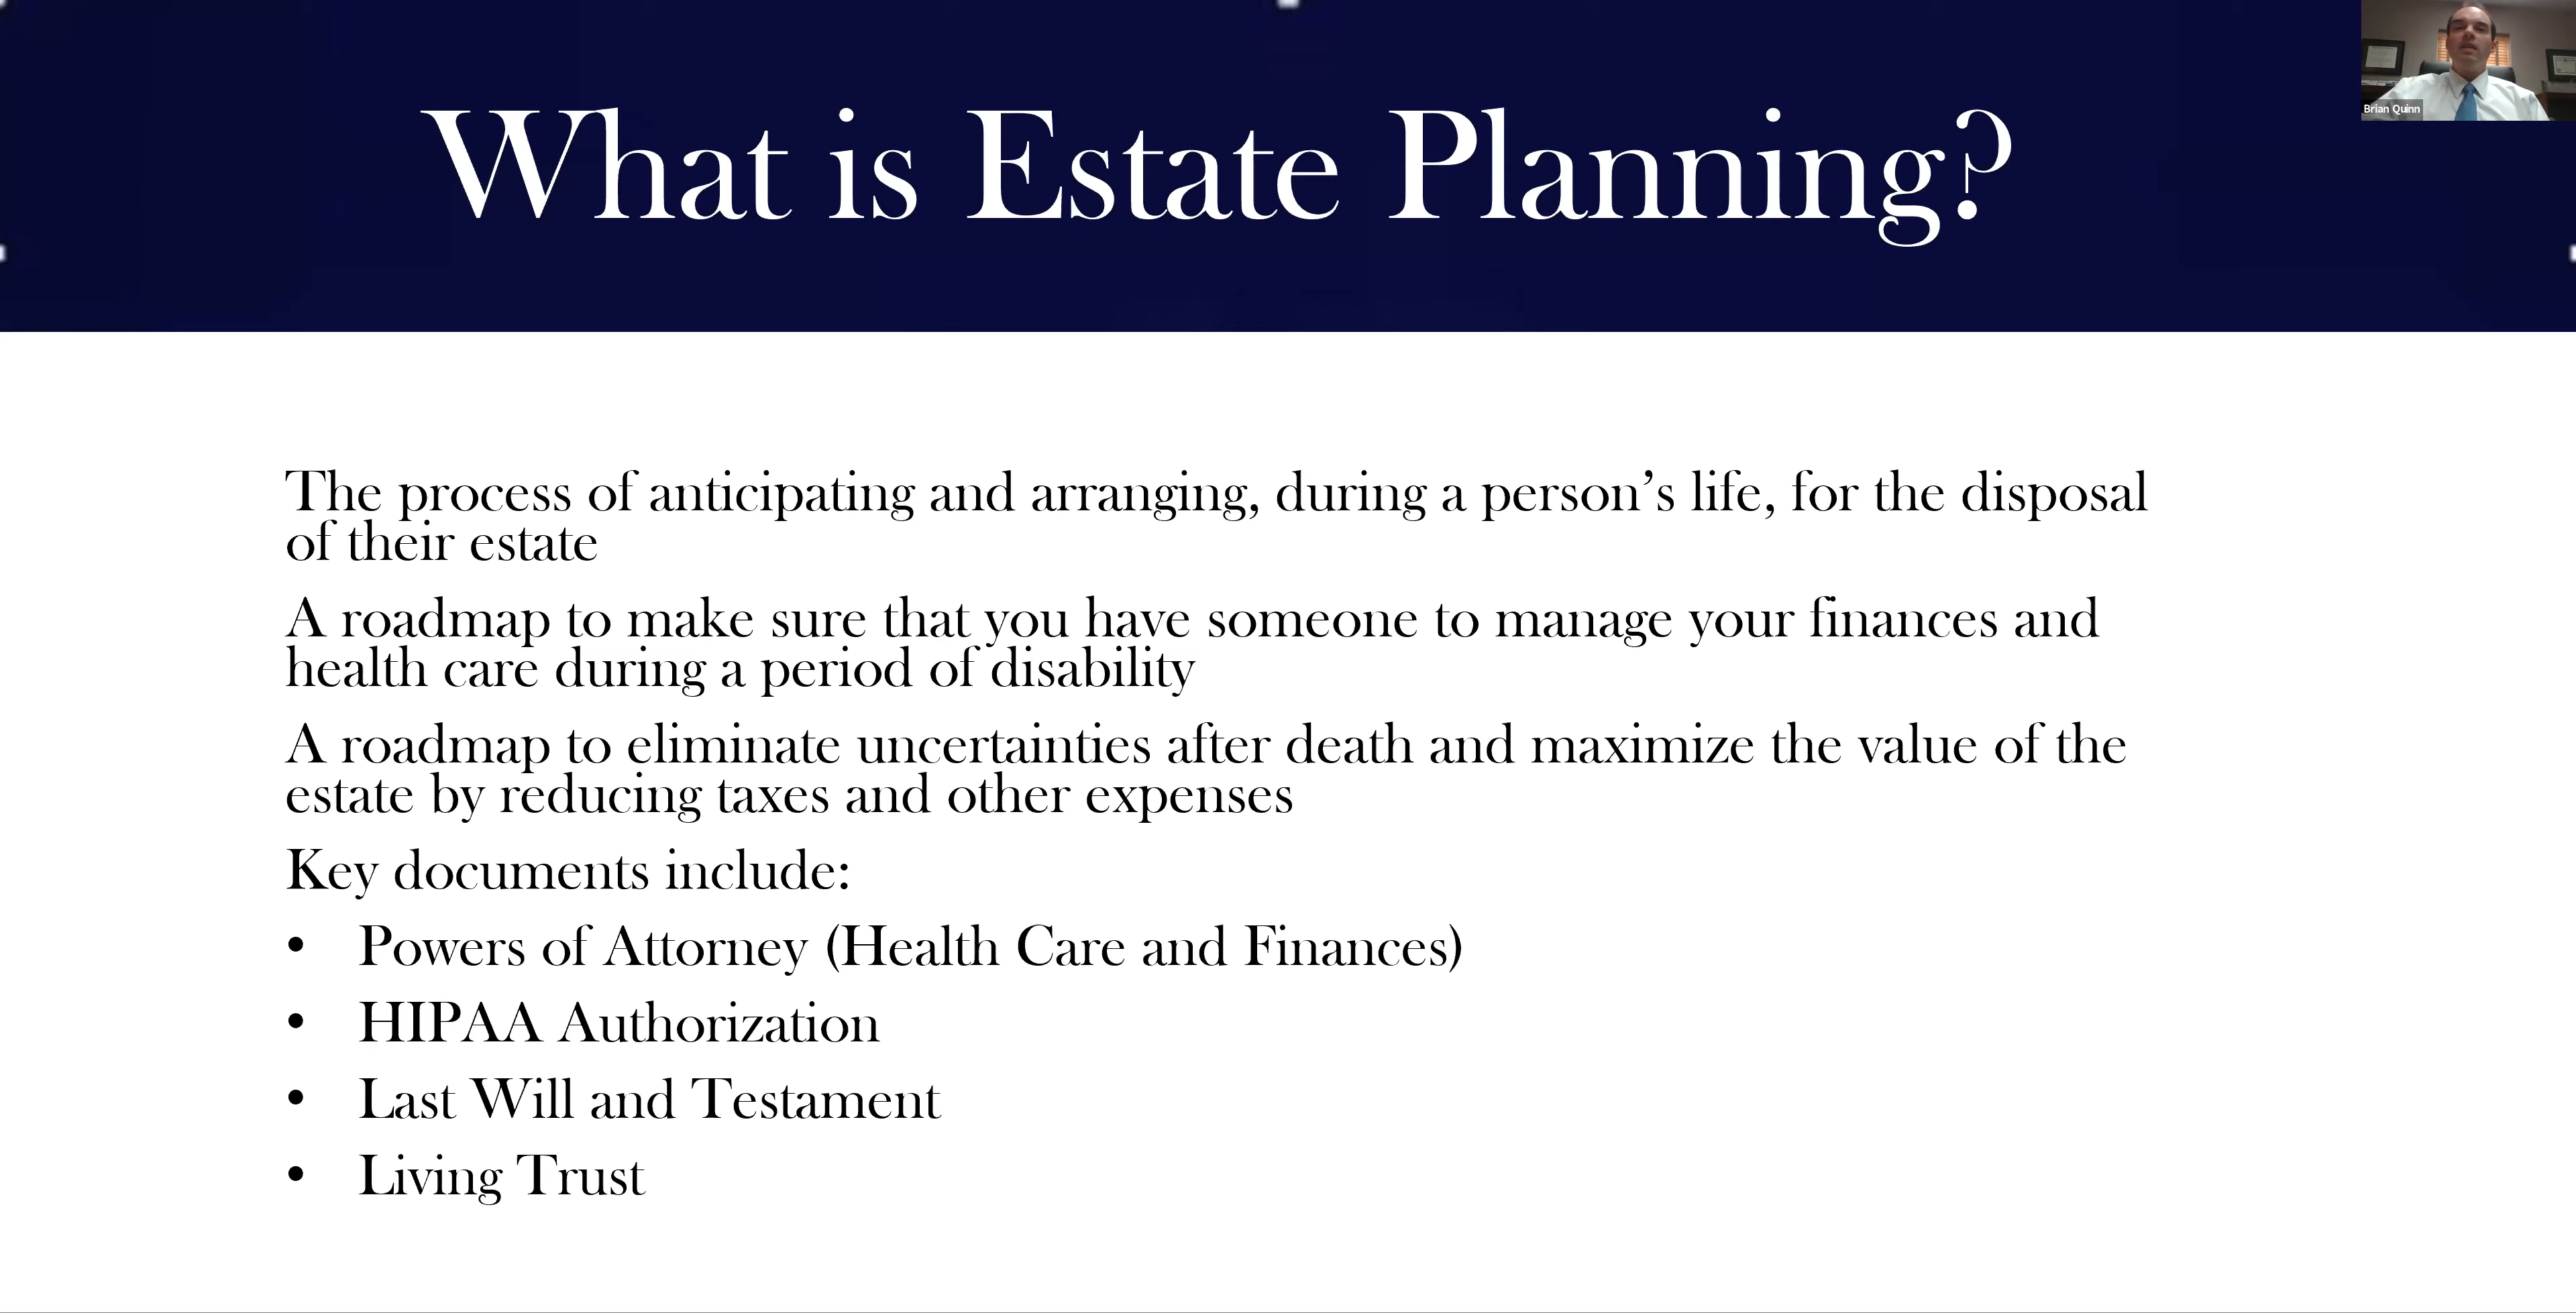 What is Estate Planning?
Brian Quinn
The process of anticipating and arranging, during a person’s life, for the disposal
of their estate
A roadmap to make sure that you have someone to manage your finances and
health care during a period of disability
A roadmap to eliminate uncertainties after death and maximize the value of the
estate by reducing taxes and other expenses
Key documents include:
• Powers of Attorney (Health Care and Finances)
• HIPAA Authorization
• Last Will and Testament
• Living Trust